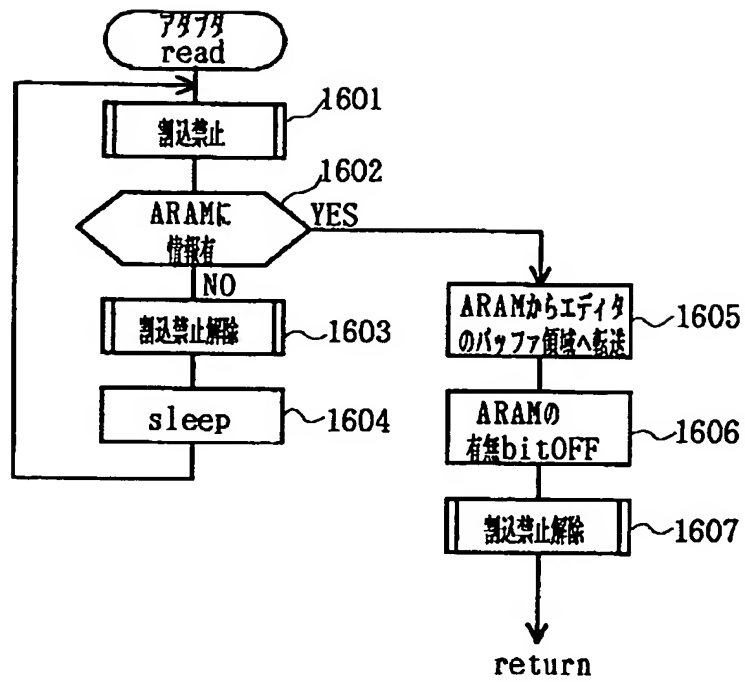 アダプタ
read
1601
割込禁止
1602
ARAMに
情報有
YES
NO
割込禁止解除
1603
sleep
1604
ARAMからエディタ
のバッファ領域へ転送
1605
ARAMの
有無bitOFF
1606
割込禁止解除
1607
return